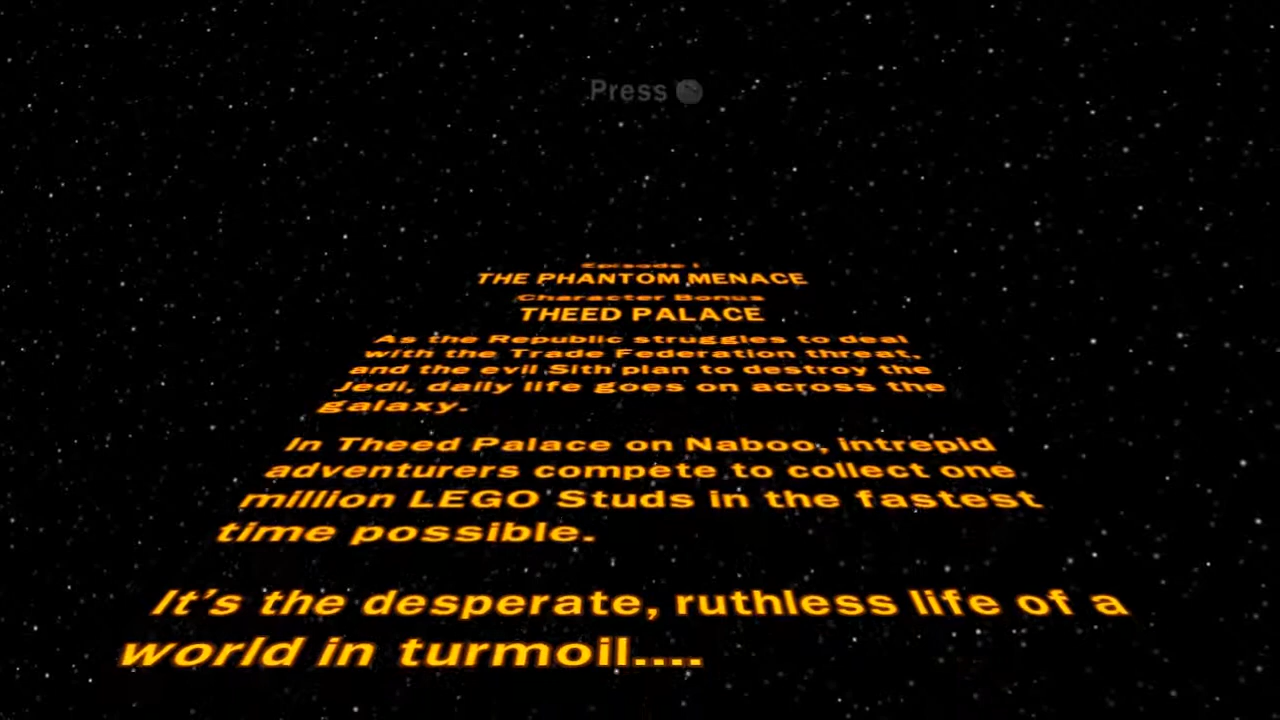 Press
Episode I
THE PHANTOM MENACE
Character Bonus
THEED PALACE
As the Republic struggles to deal
with the Trade Federation threat,
and the evil Sith plan to destroy the
Jedi, daily life goes on across the
galaxy.
In Theed Palace on Naboo, intrepid
adventurers compete to collect one
million LEGO Studs in the fastest
time possible.
It's the desperate, ruthless life of a
world in turmoil....